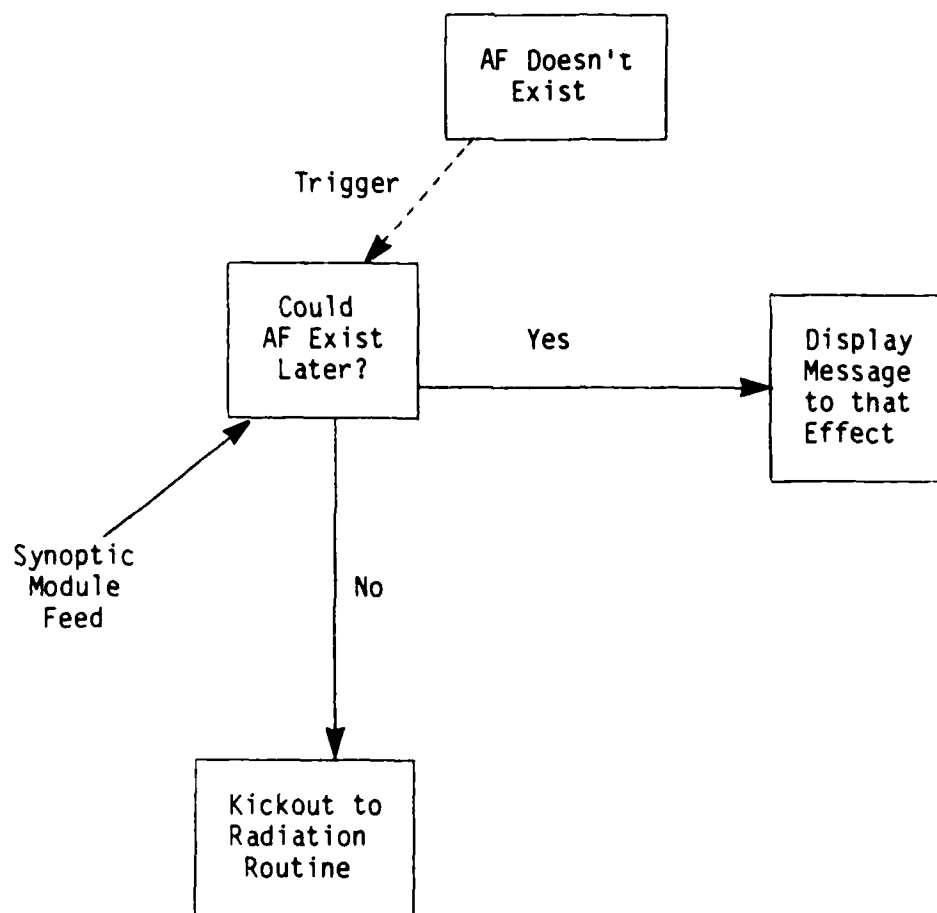 AF Doesn't
Exist
Trigger
Could
AF Exist
Later?
Yes
Display
Message
to that
Effect
Synoptic
Module
Feed
No
Kickout to
Radiation
Routine